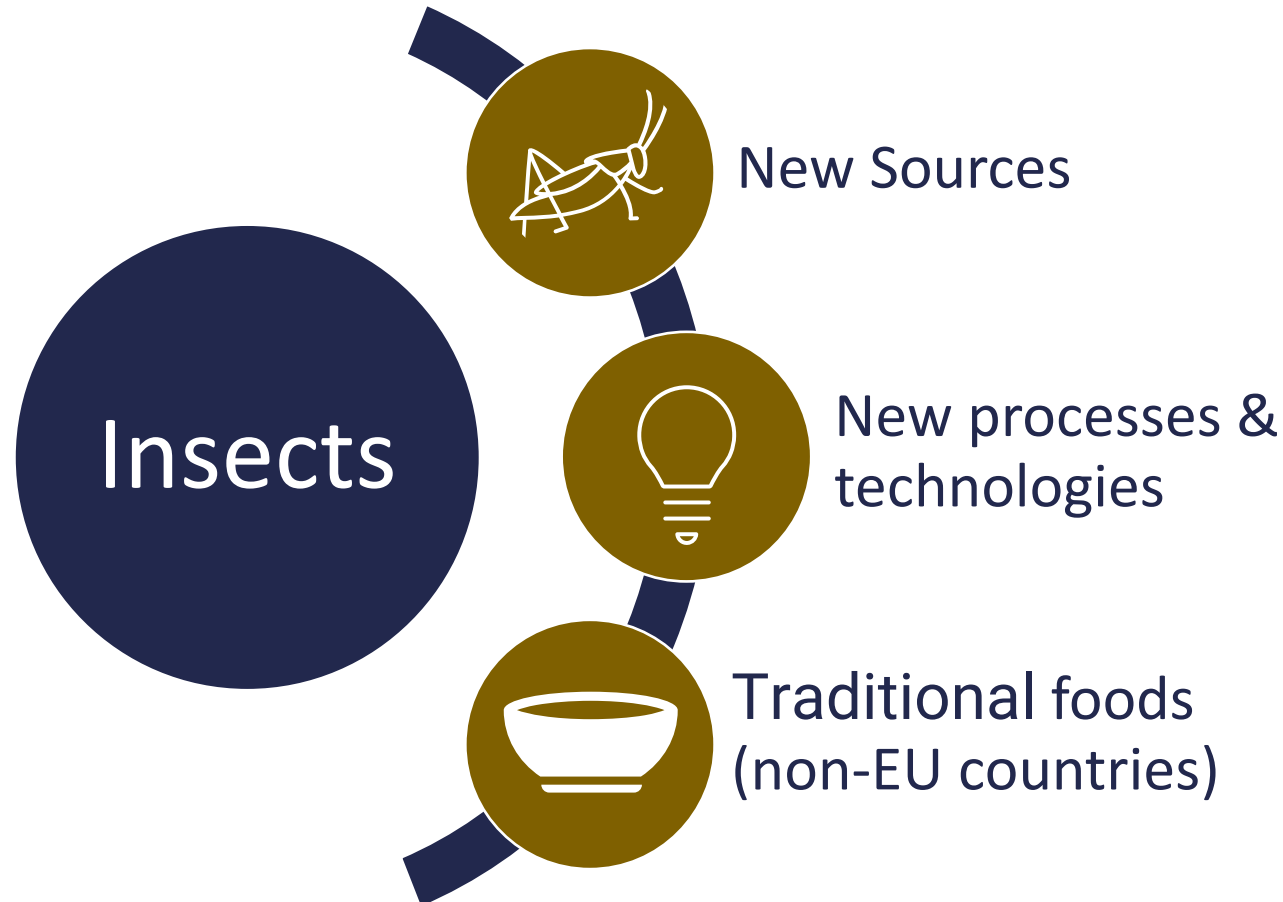 Insects
New Sources
New processes &
technologies
Traditional foods
(non-EU countries)